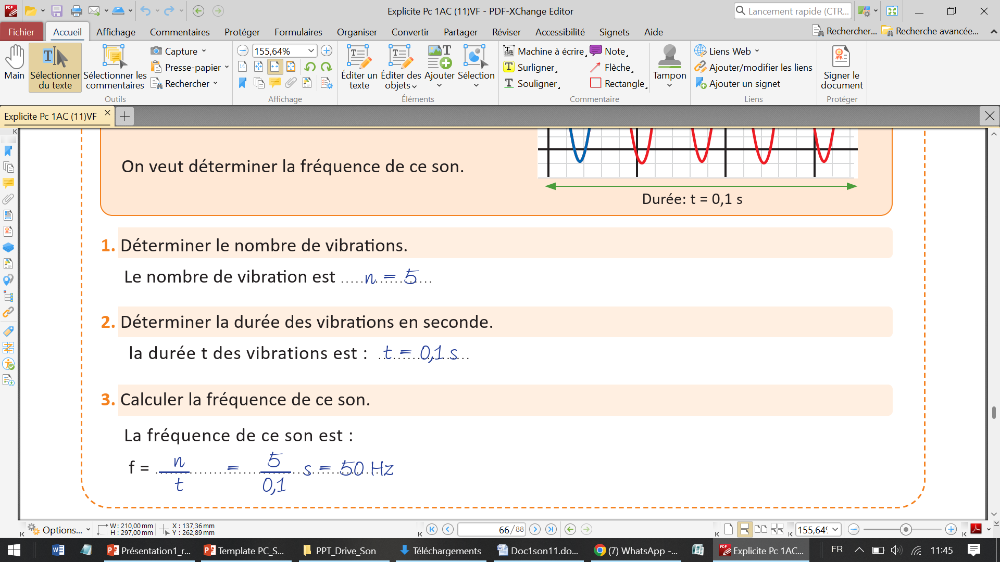 Explicite Pc 1AC (11)VF - PDF-XChange Editor
Lancement rapide (CTR...
Fichier Accueil Affichage Commentaires Protéger Formulaires Organiser Convertir Partager Réviser Accessibilité Signets Aide
Rechercher... Recherche avancée...
Main
Sélectionner du texte
Sélectionner les commentaires
Capture
Presse-papier
Rechercher
Outils
155,64%
Affichage
Éditer un texte
Éditer des objets
Ajouter
Sélection
Éléments
Machine à écrire
Surligner
Souligner
Note
Flèche
Rectangle
Commentaire
Tampon
Liens Web
Ajouter/modifier les liens
Ajouter un signet
Liens
Signer le document
Protéger
Explicite Pc 1AC (11)VF
On veut déterminer la fréquence de ce son.
Durée: t = 0,1 s
1. Déterminer le nombre de vibrations.
Le nombre de vibration est ..... n = 5 ...
2. Déterminer la durée des vibrations en seconde.
la durée t des vibrations est : t = 0,1 s
3. Calculer la fréquence de ce son.
La fréquence de ce son est :
f = n/t = 5/0,1 s = 50 Hz
Options...
W : 210,00 mm
H : 297,00 mm
X : 137,36 mm
Y : 262,89 mm
66 / 88
155,64%
Présentation1_r...
Template PC_S...
PPT_Drive_Son
Téléchargements
Doc1son11.do...
(7) WhatsApp -...
Explicite Pc 1AC...
FR
11:45